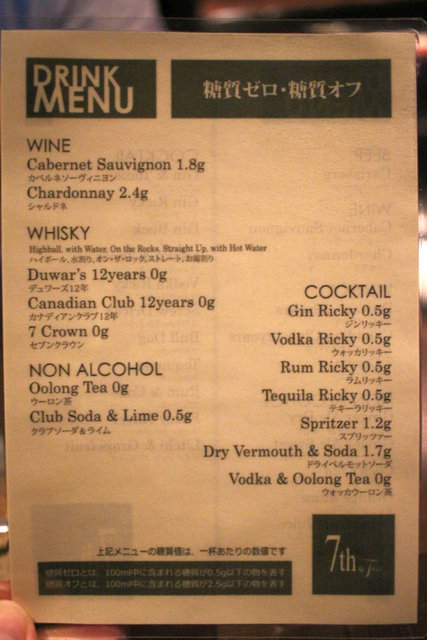 DRINK
MENU
糖質ゼロ・糖質オフ
WINE
Cabernet Sauvignon 1.8g
カベルネソーヴィニヨン
Chardonnay 2.4g
シャルドネ
WHISKY
Highball, with Water, On the Rocks, Straight Up, with Hot Water
ハイボール、水割り、オン・ザ・ロック、ストレート、お湯割り
Duwar's 12years 0g
デュワーズ12年
Canadian Club 12years 0g
カナディアンクラブ12年
7 Crown 0g
セブンクラウン
NON ALCOHOL
Oolong Tea 0g
ウーロン茶
Club Soda & Lime 0.5g
クラブソーダ&ライム
COCKTAIL
Gin Ricky 0.5g
ジンリッキー
Vodka Ricky 0.5g
ウォッカリッキー
Rum Ricky 0.5g
ラムリッキー
Tequila Ricky 0.5g
テキーラリッキー
Spritzer 1.2g
スプリッツァー
Dry Vermouth & Soda 1.7g
ドライベルモットソーダ
Vodka & Oolong Tea 0g
ウォッカウーロン茶
上記メニューの糖質値は、一杯あたりの数値です
糖質ゼロとは、100ml中に含まれる糖質が0.5g以下の物を表す
糖質オフとは、100ml中に含まれる糖質が2.5g以下の物を表す
7th